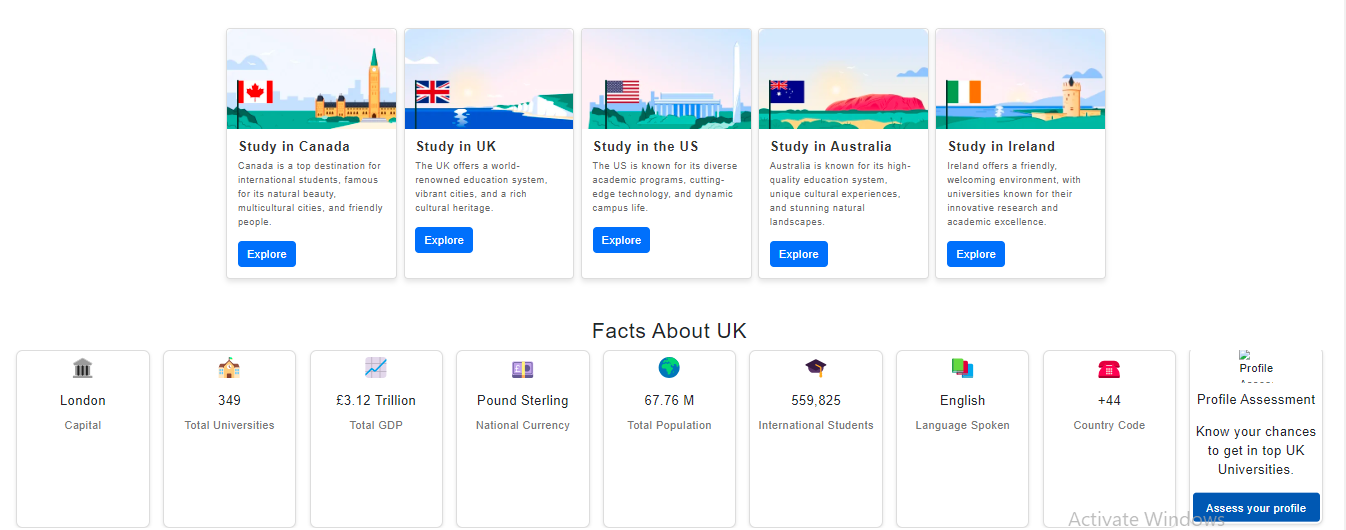 Study in Canada
Canada is a top destination for
international students, famous
for its natural beauty,
multicultural cities, and friendly
people.
Explore
Study in UK
The UK offers a world-
renowned education system,
vibrant cities, and a rich
cultural heritage.
Explore
Study in the US
The US is known for its diverse
academic programs, cutting-
edge technology, and dynamic
campus life.
Explore
Study in Australia
Australia is known for its high-
quality education system,
unique cultural experiences,
and stunning natural
landscapes.
Explore
Study in Ireland
Ireland offers a friendly,
welcoming environment, with
universities known for their
innovative research and
academic excellence.
Explore
Facts About UK
London
Capital
349
Total Universities
£3.12 Trillion
Total GDP
Pound Sterling
National Currency
67.76 M
Total Population
559,825
International Students
English
Language Spoken
+44
Country Code
Profile
Profile Assessment
Know your chances
to get in top UK
Universities.
Assess your profile
Activate Windows